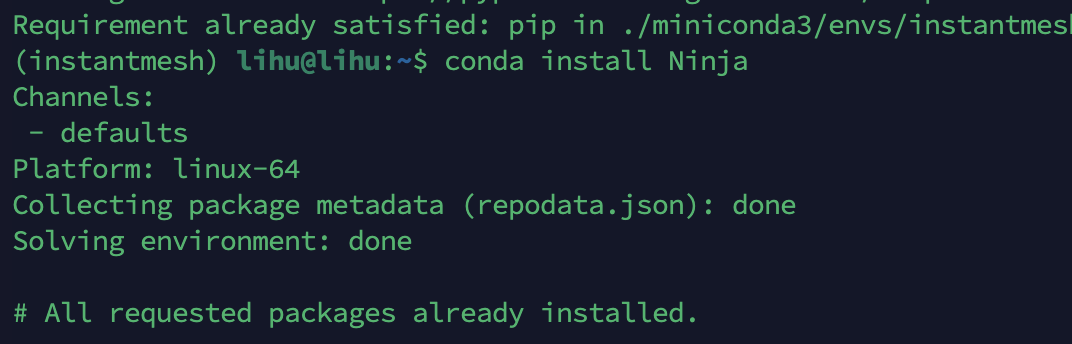 Requirement already satisfied: pip in ./miniconda3/envs/instantmesh
(instantmesh) lihu@lihu:~$ conda install Ninja
Channels:
 - defaults
Platform: linux-64
Collecting package metadata (repodata.json): done
Solving environment: done
# All requested packages already installed.